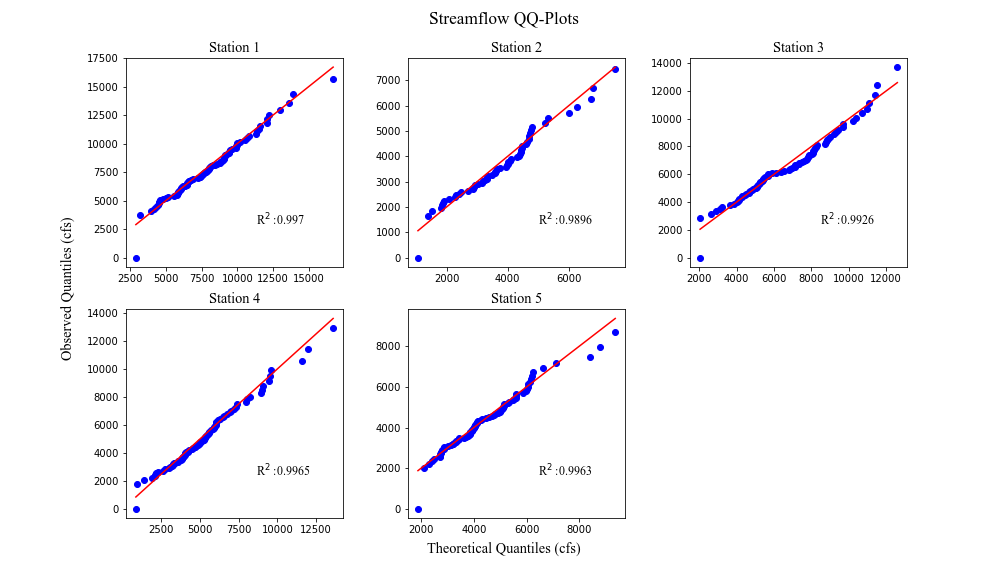 Streamflow QQ-Plots
Station 1
Station 2
Station 3
17500
15000
12500
10000
7500
5000
2500
0
2500 5000 7500 10000 12500 15000
R² :0.997
7000
6000
5000
4000
3000
2000
1000
0
2000 4000 6000
R² :0.9896
14000
12000
10000
8000
6000
4000
2000
0
2000 4000 6000 8000 10000 12000
R² :0.9926
Observed Quantiles (cfs)
Station 4
Station 5
14000
12000
10000
8000
6000
4000
2000
0
2500 5000 7500 10000 12500
R² :0.9965
8000
6000
4000
2000
0
2000 4000 6000 8000
R² :0.9963
Theoretical Quantiles (cfs)